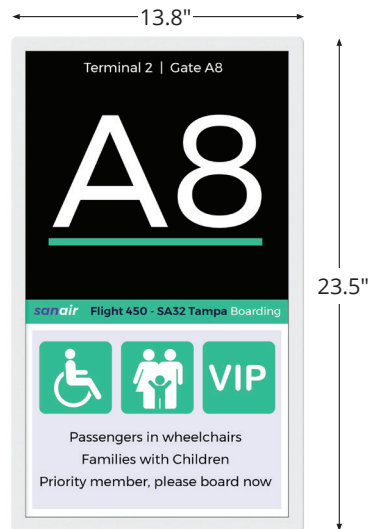 13.8"
Terminal 2 | Gate A8
A8
sanair Flight 450 - SA32 Tampa Boarding
23.5"
VIP
Passengers in wheelchairs
Families with Children
Priority member, please board now